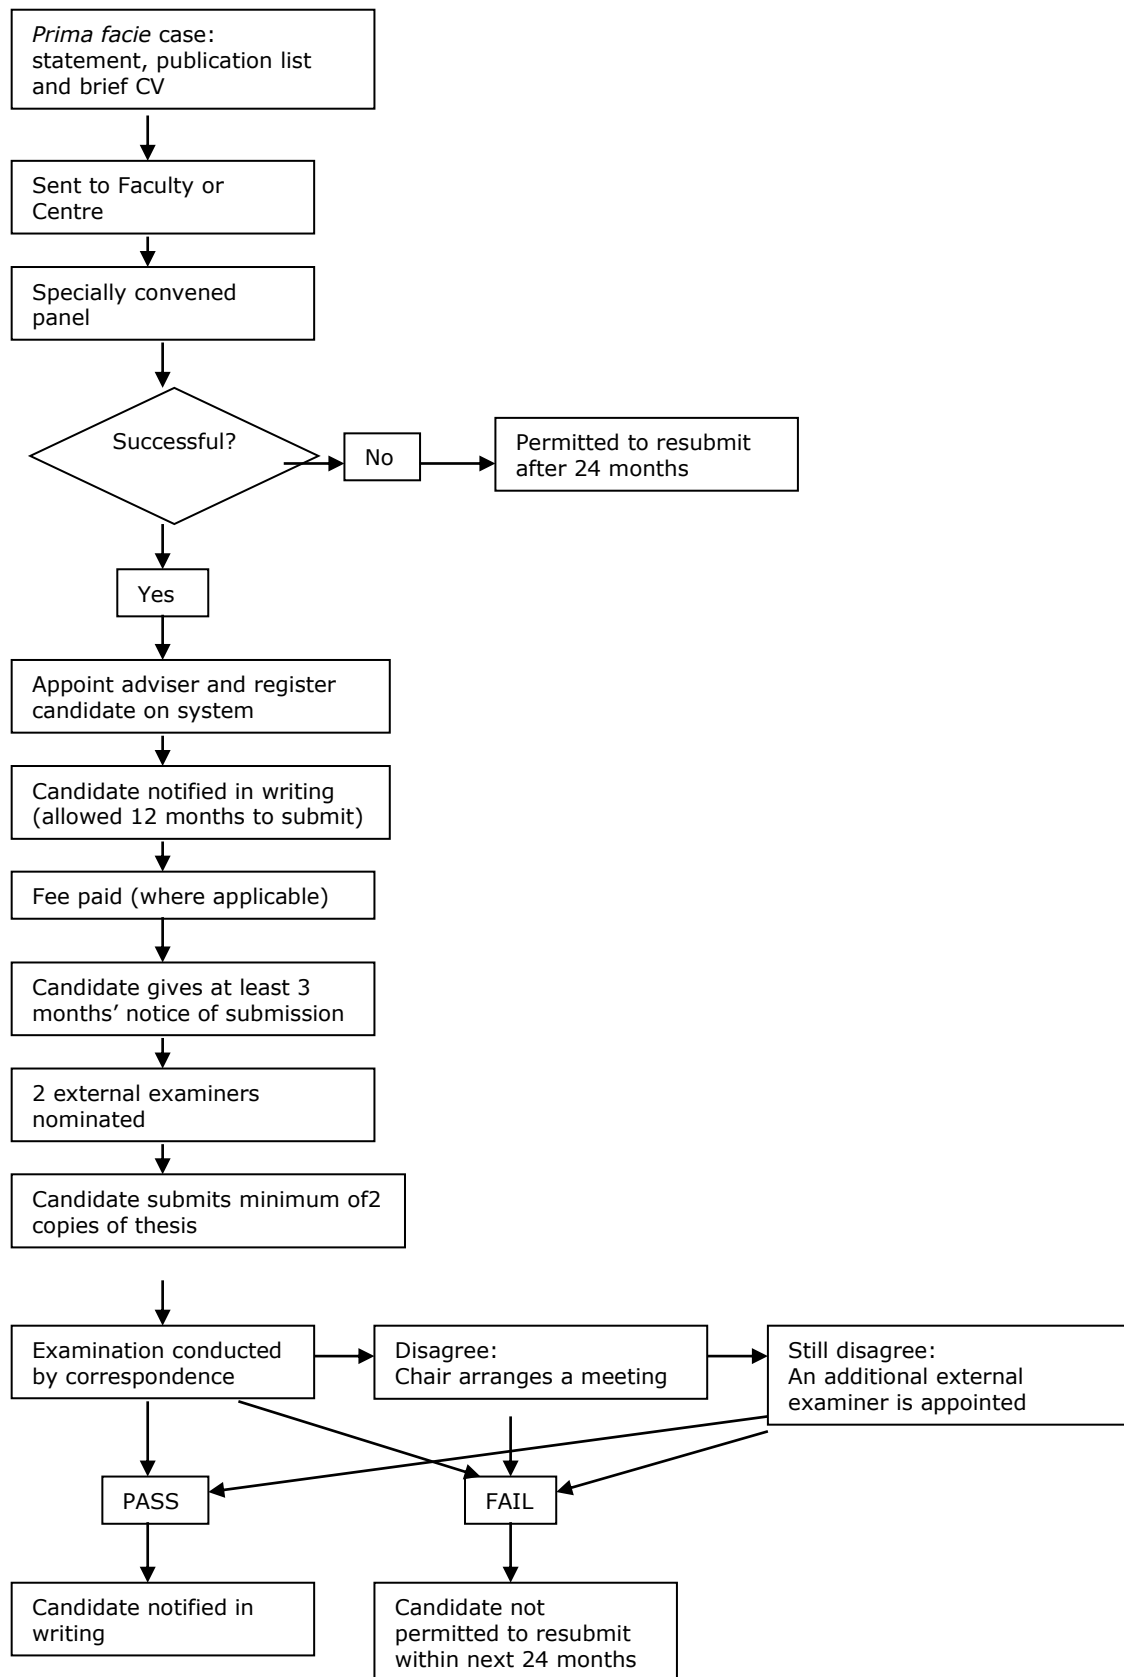 Prima facie case:
statement, publication list
and brief CV
Sent to Faculty or
Centre
Specially convened
panel
Successful?
No
Permitted to resubmit
after 24 months
Yes
Appoint adviser and register
candidate on system
Candidate notified in writing
(allowed 12 months to submit)
Fee paid (where applicable)
Candidate gives at least 3
months’ notice of submission
2 external examiners
nominated
Candidate submits minimum of2
copies of thesis
Examination conducted
by correspondence
Disagree:
Chair arranges a meeting
Still disagree:
An additional external
examiner is appointed
PASS
FAIL
Candidate notified in
writing
Candidate not
permitted to resubmit
within next 24 months